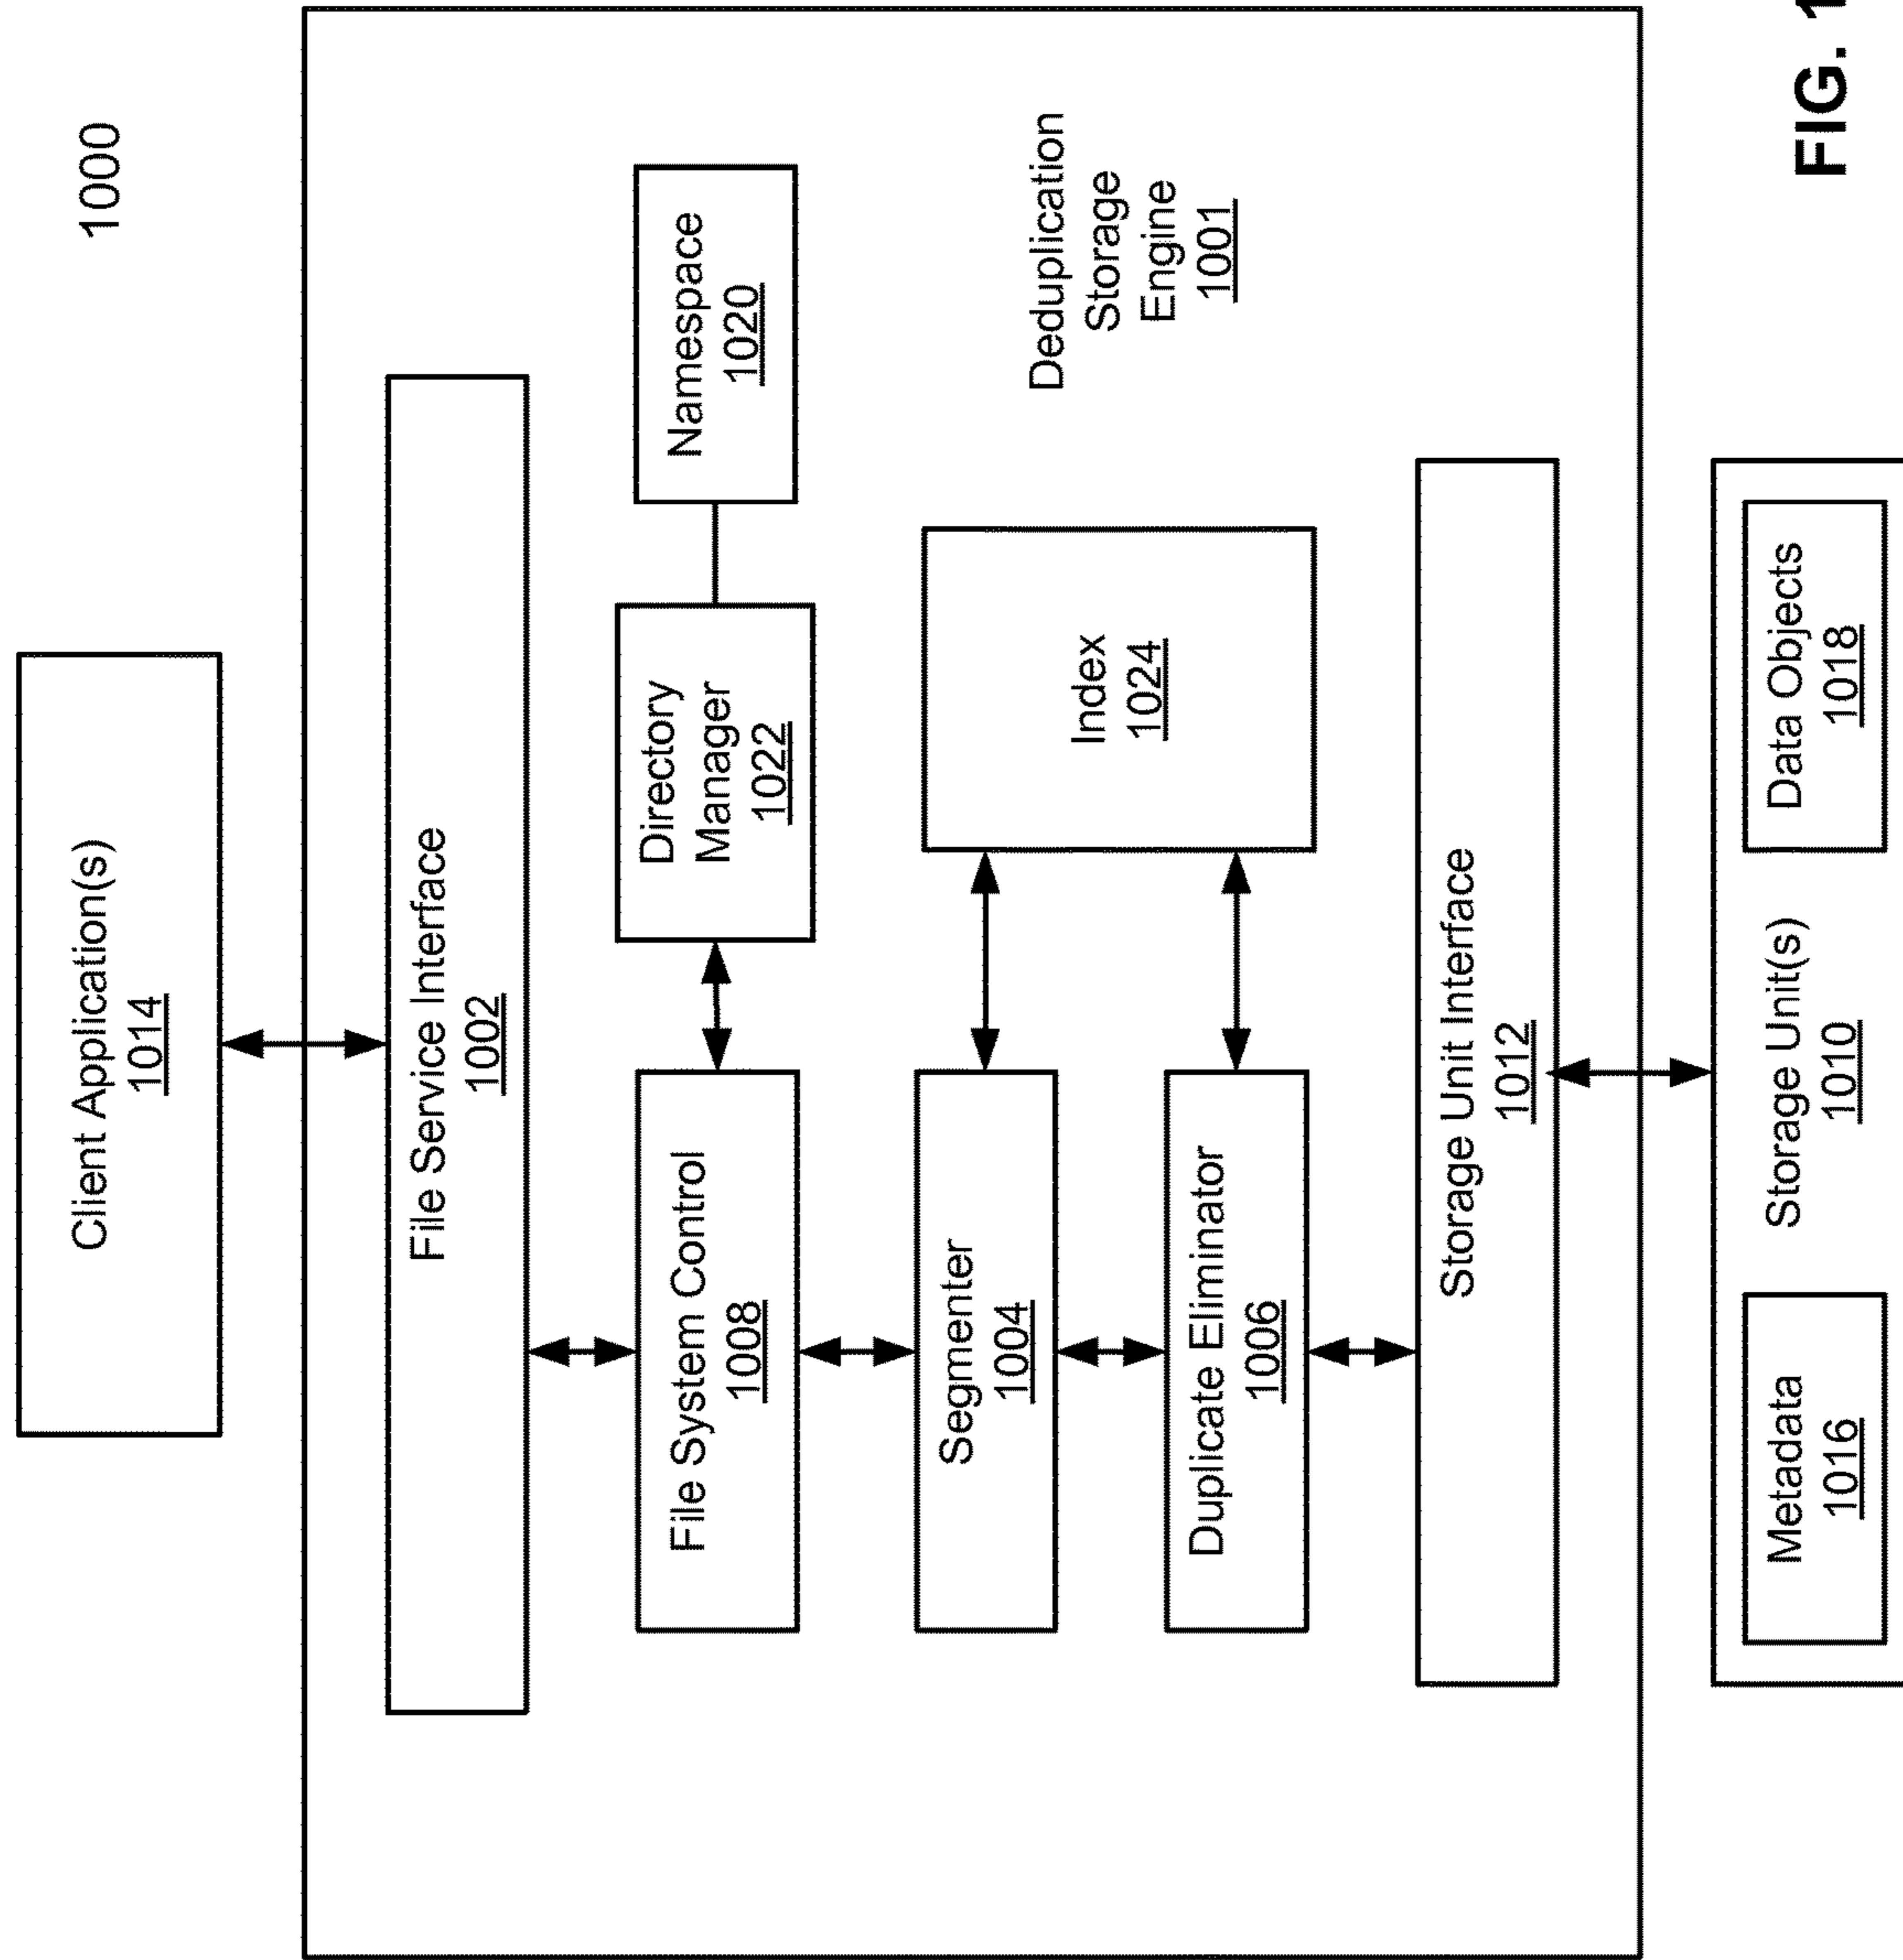 1000
Client Application(s)
1014
File Service Interface
1002
File System Control
1008
Directory
Manager
1022
Namespace
1020
Segmenter
1004
Index
1024
Deduplication
Storage
Engine
1001
Duplicate Eliminator
1006
Storage Unit Interface
1012
Metadata
1016
Storage Unit(s)
1010
Data Objects
1018
FIG. 1